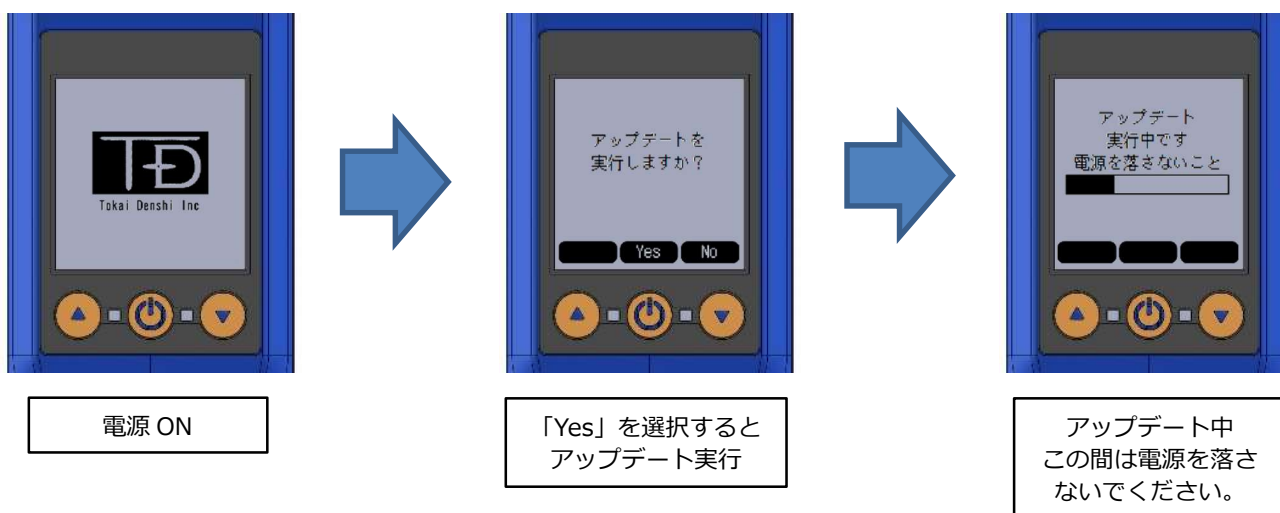 TD
Tokai Denshi Inc
電源 ON
アップデートを
実行しますか？
Yes No
「Yes」を選択すると
アップデート実行
アップデート
実行中です
電源を落さないこと
アップデート中
この間は電源を落さ
ないでください。